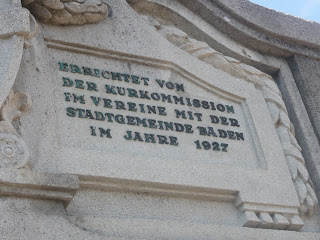 ERRICHTET VON
DER KURKOMMISSION
IM VEREINE MIT DER
STADTGEMEINDE BADEN
IM JAHRE 1927